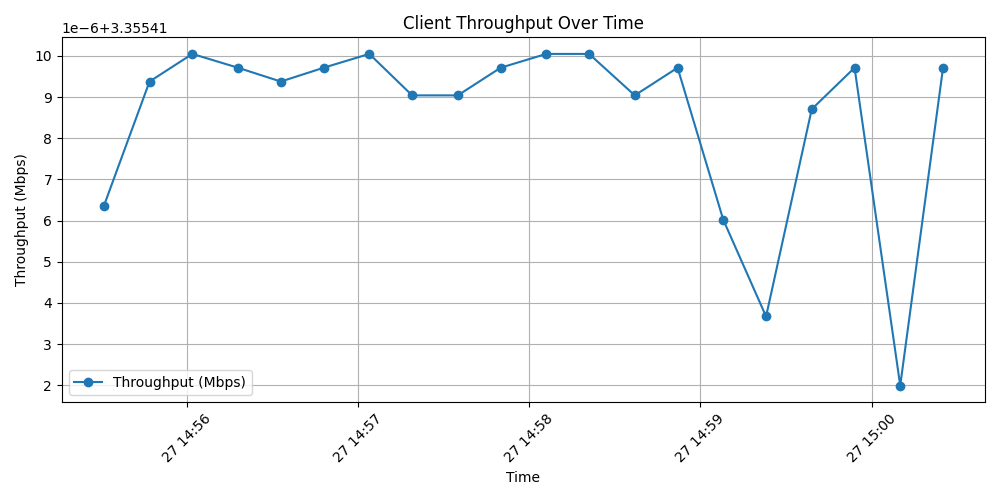 Client Throughput Over Time
1e−6+3.35541
10
9
8
7
6
5
4
3
2
Throughput (Mbps)
Throughput (Mbps)
27 14:56
27 14:57
27 14:58
27 14:59
27 15:00
Time